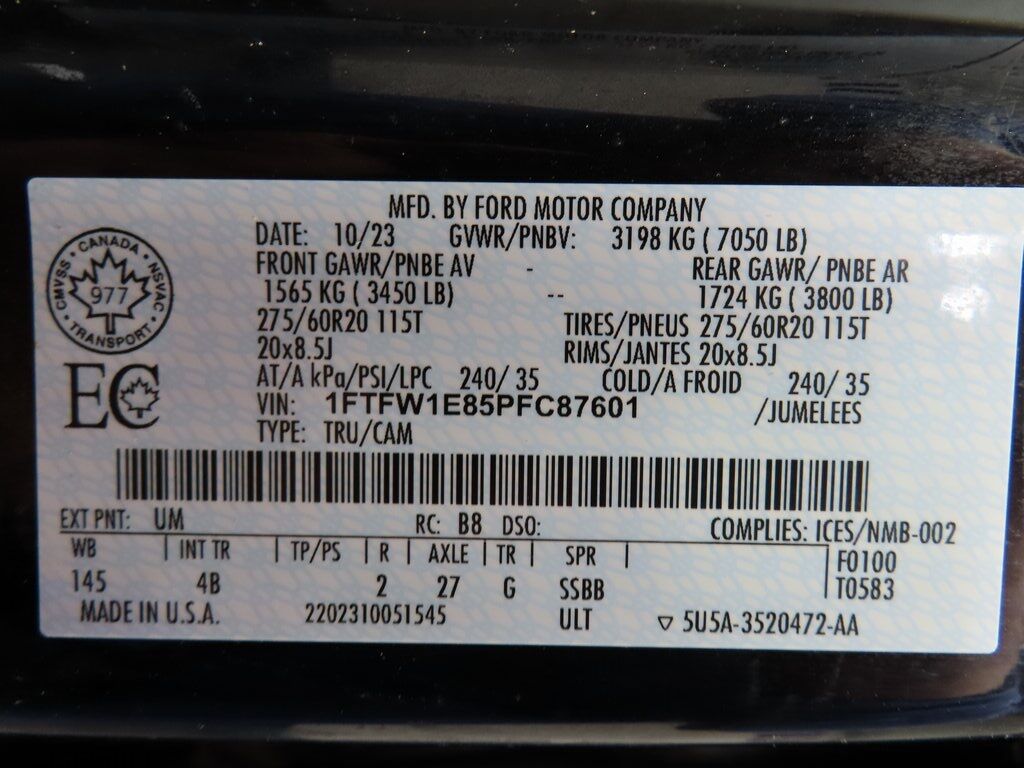 MFD. BY FORD MOTOR COMPANY
DATE: 10/23 GVWR/PNBV: 3198 KG ( 7050 LB)
FRONT GAWR/PNBE AV - REAR GAWR/ PNBE AR
1565 KG ( 3450 LB) -- 1724 KG ( 3800 LB)
275/60R20 115T TIRES/PNEUS 275/60R20 115T
20x8.5J RIMS/JANTES 20x8.5J
AT/A kPa/PSI/LPC 240/ 35 COLD/A FROID 240/ 35
VIN: 1FTFW1E85PFC87601 /JUMELEES
TYPE: TRU/CAM
CANADA
CMVSS 977 NSVAC
TRANSPORT
EC
EXT PNT: UM RC: B8 DSO: COMPLIES: ICES/NMB-002
WB | INT TR | TP/PS | R | AXLE | TR | SPR | F0100
145 4B 2 27 G SSBB T0583
MADE IN U.S.A. 2202310051545 ULT ▽ 5U5A-3520472-AA